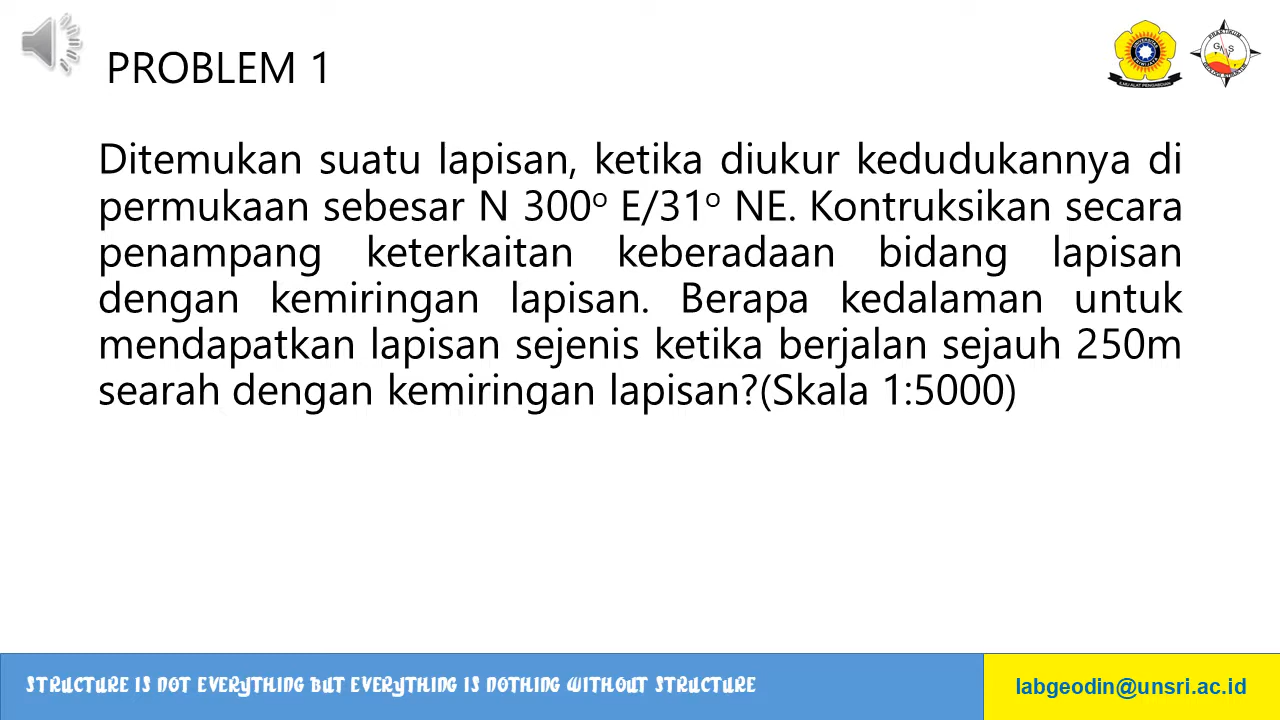 PROBLEM 1
Ditemukan suatu lapisan, ketika diukur kedudukannya di
permukaan sebesar N 300º E/31º NE. Kontruksikan secara
penampang keterkaitan keberadaan bidang lapisan
dengan kemiringan lapisan. Berapa kedalaman untuk
mendapatkan lapisan sejenis ketika berjalan sejauh 250m
searah dengan kemiringan lapisan?(Skala 1:5000)
STRUCTURE IS NOT EVERYTHING BUT EVERYTHING IS NOTHING WITHOUT STRUCTURE
labgeodin@unsri.ac.id